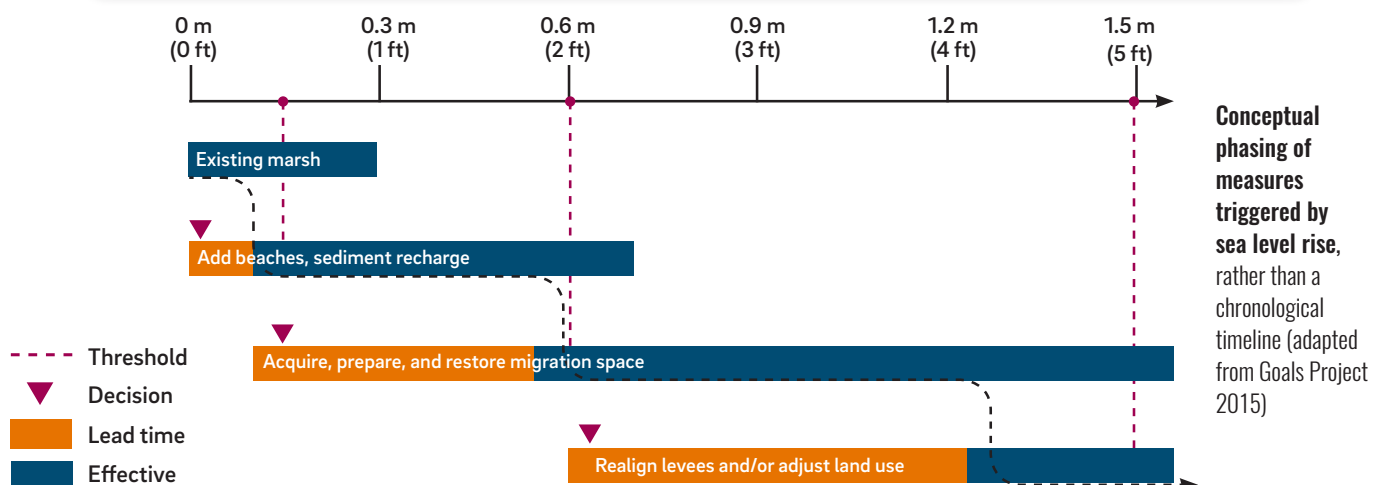 0 m 0.3 m 0.6 m 0.9 m 1.2 m 1.5 m
(0 ft) (1 ft) (2 ft) (3 ft) (4 ft) (5 ft)
Existing marsh
Add beaches, sediment recharge
Acquire, prepare, and restore migration space
Realign levees and/or adjust land use
Threshold
Decision
Lead time
Effective
Conceptual
phasing of
measures
triggered by
sea level rise,
rather than a
chronological
timeline (adapted
from Goals Project
2015)